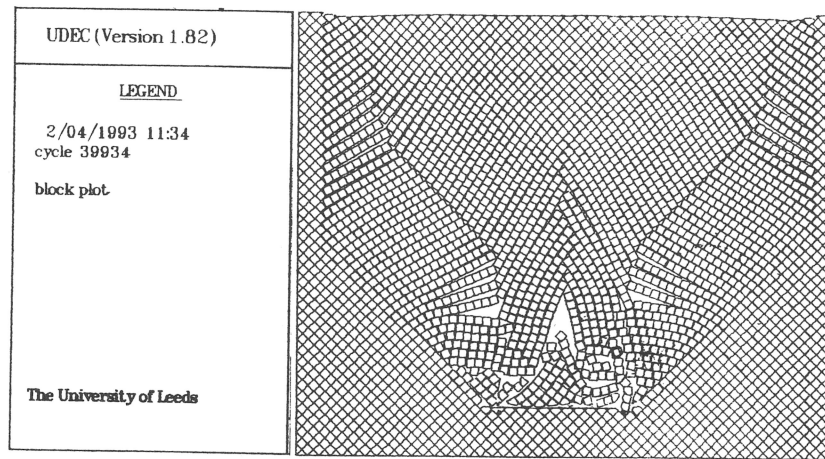 UDEC (Version 1.82)
LEGEND
2/04/1993 11:34
cycle 39934
block plot
The University of Leeds